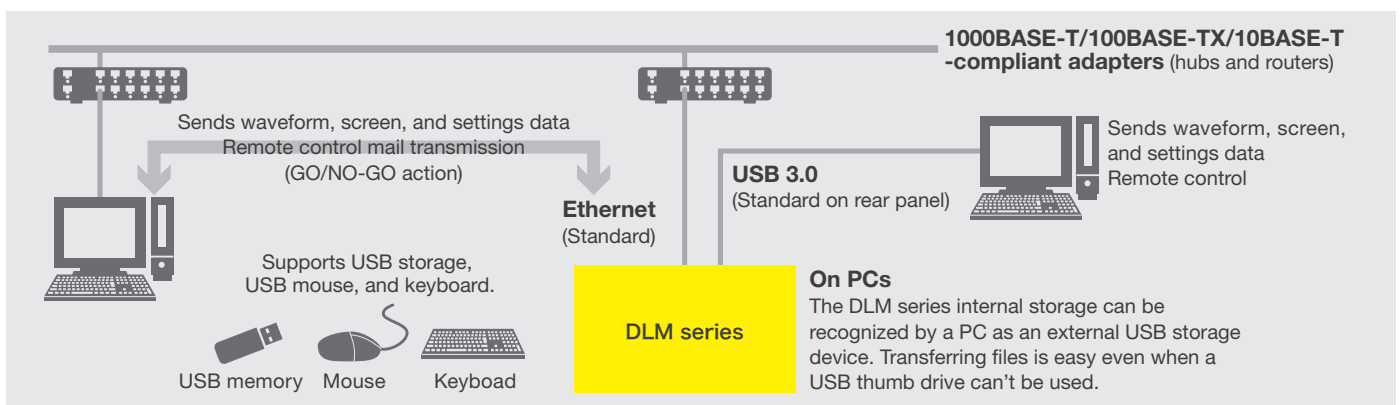 1000BASE-T/100BASE-TX/10BASE-T
-compliant adapters (hubs and routers)
Sends waveform, screen, and settings data
Remote control mail transmission
(GO/NO-GO action)
Sends waveform, screen,
and settings data
Remote control
USB 3.0
(Standard on rear panel)
Ethernet
(Standard)
Supports USB storage,
USB mouse, and keyboard.
USB memory
Mouse
Keyboad
DLM series
On PCs
The DLM series internal storage can be
recognized by a PC as an external USB storage
device. Transferring files is easy even when a
USB thumb drive can't be used.